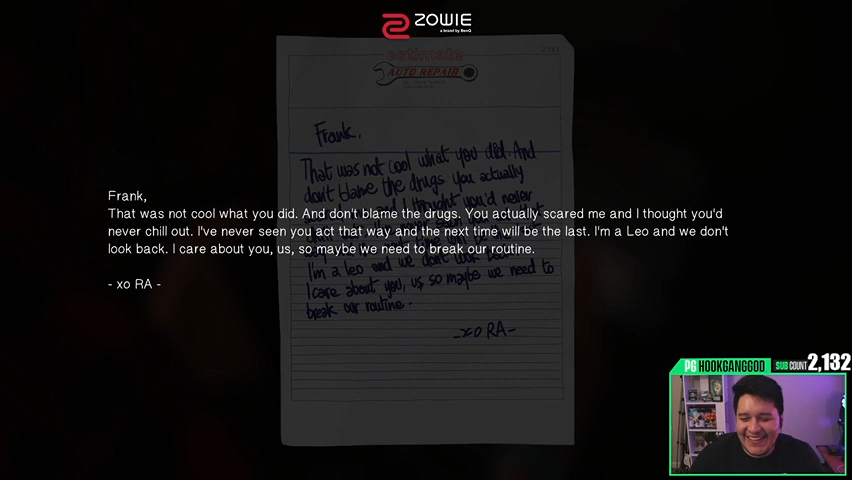 ZOWIE
a brand by BenQ
estimate
2783
AUTO REPAIR
Frank,
That was not cool what you did. And
don't blame the drugs you actually
I'm a leo and we don't look
I care about you, us, so maybe we need to
break our routine.
-xo RA-
Frank,
That was not cool what you did. And don't blame the drugs. You actually scared me and I thought you'd
never chill out. I've never seen you act that way and the next time will be the last. I'm a Leo and we don't
look back. I care about you, us, so maybe we need to break our routine.
- xo RA -
PG HOOKGANGGOD
SUB COUNT 2,132